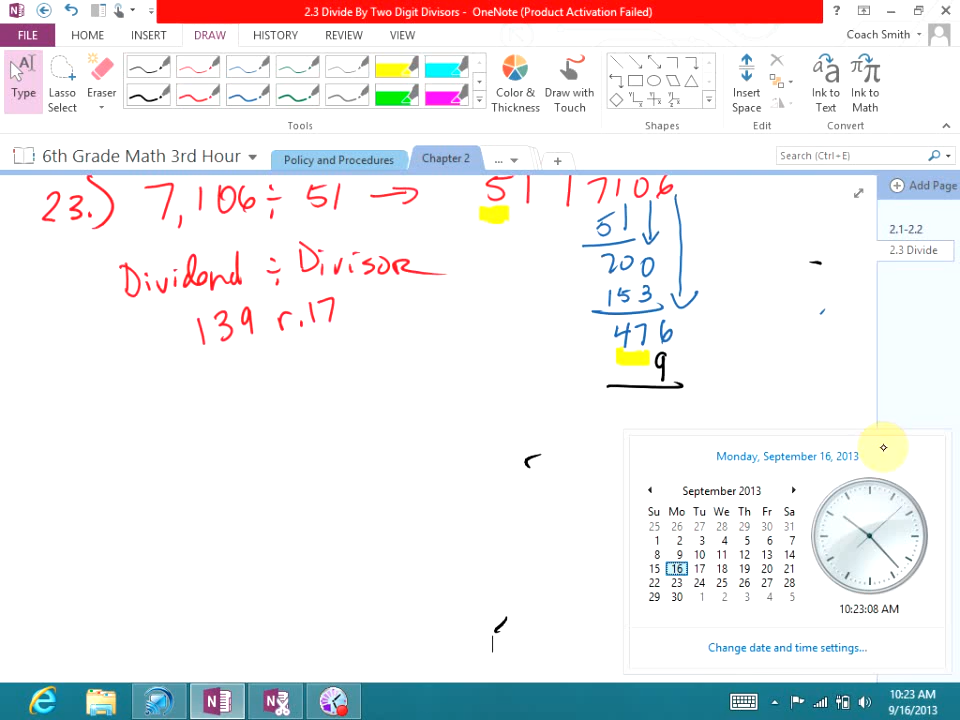 2.3 Divide By Two Digit Divisors - OneNote (Product Activation Failed)
FILE HOME INSERT DRAW HISTORY REVIEW VIEW Coach Smith
Type Lasso Select Eraser Color & Thickness Draw with Touch Insert Space Ink to Text Ink to Math
Tools Shapes Edit Convert
6th Grade Math 3rd Hour Policy and Procedures Chapter 2 ... + Search (Ctrl+E)
Add Page
2.1-2.2
2.3 Divide
23.) 7,106 ÷ 51 → 51 | 7106
Dividend ÷ Divisor
139 r.17
51
200
153
476
9
Monday, September 16, 2013
September 2013
Su Mo Tu We Th Fr Sa
25 26 27 28 29 30 31
1 2 3 4 5 6 7
8 9 10 11 12 13 14
15 16 17 18 19 20 21
22 23 24 25 26 27 28
29 30 1 2 3 4 5
10:23:08 AM
Change date and time settings...
10:23 AM
9/16/2013